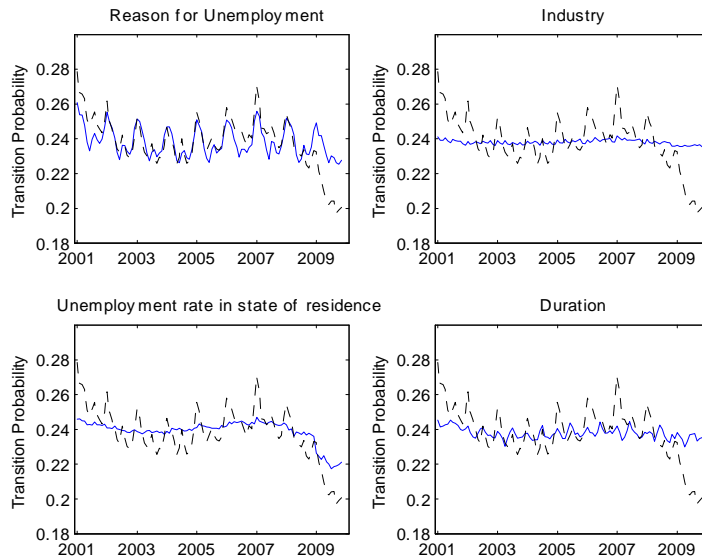 Reason for Unemployment
Transition Probability
0.28
0.26
0.24
0.22
0.2
0.18
2001 2003 2005 2007 2009
Industry
Transition Probability
0.28
0.26
0.24
0.22
0.2
0.18
2001 2003 2005 2007 2009
Unemployment rate in state of residence
Transition Probability
0.28
0.26
0.24
0.22
0.2
0.18
2001 2003 2005 2007 2009
Duration
Transition Probability
0.28
0.26
0.24
0.22
0.2
0.18
2001 2003 2005 2007 2009